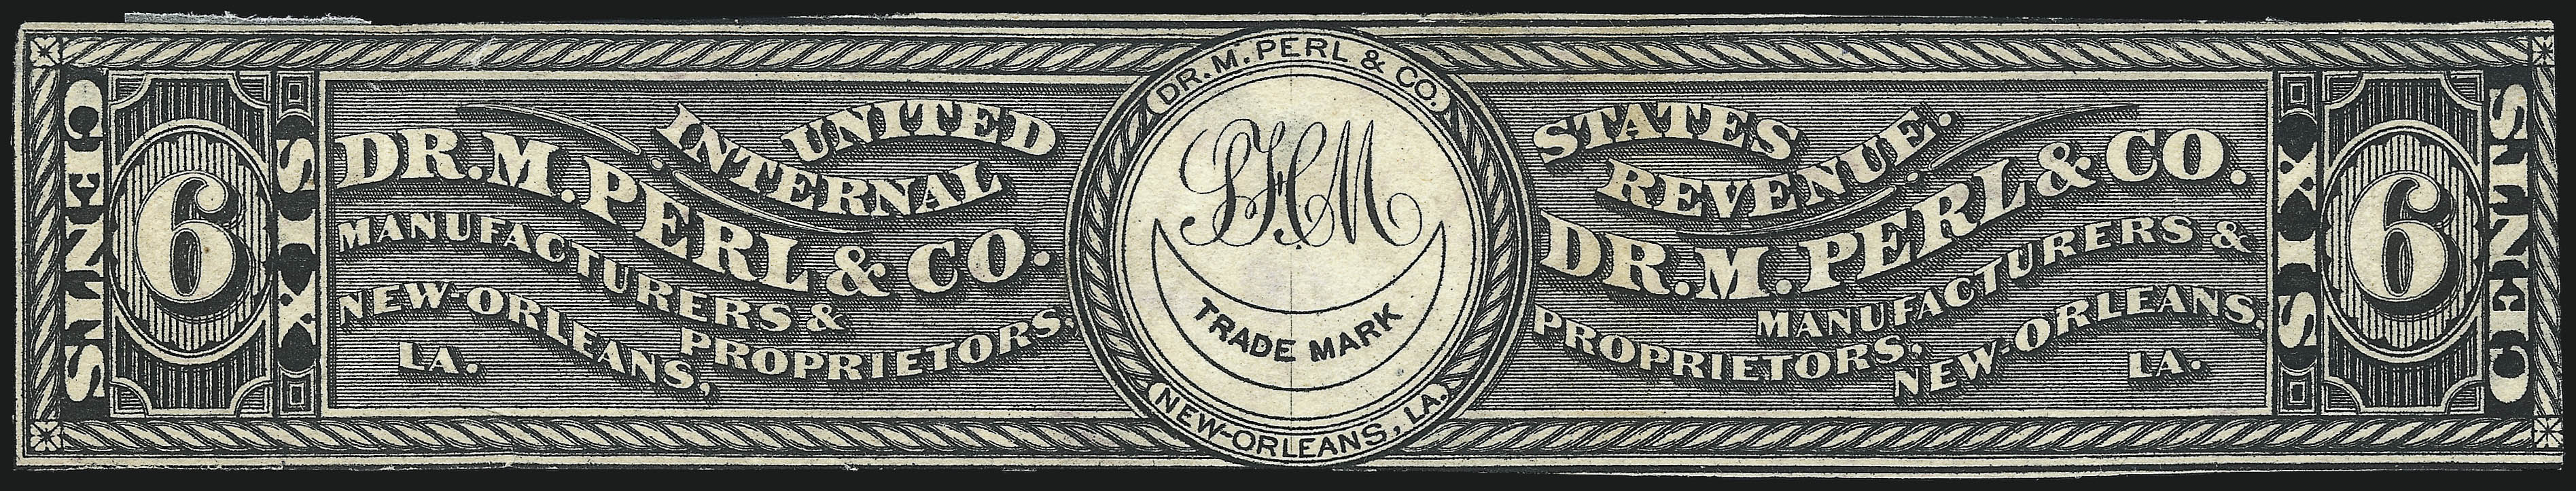 CENTS
6
SIX
UNITED
INTERNAL
DR. M. PERL & CO.
MANUFACTURERS &
PROPRIETORS.
NEW-ORLEANS,
LA.
DR. M. PERL & CO.
TRADE MARK
NEW-ORLEANS, LA.
STATES
REVENUE.
DR. M. PERL & CO.
MANUFACTURERS &
PROPRIETORS,
NEW-ORLEANS,
LA.
SIX
6
CENTS